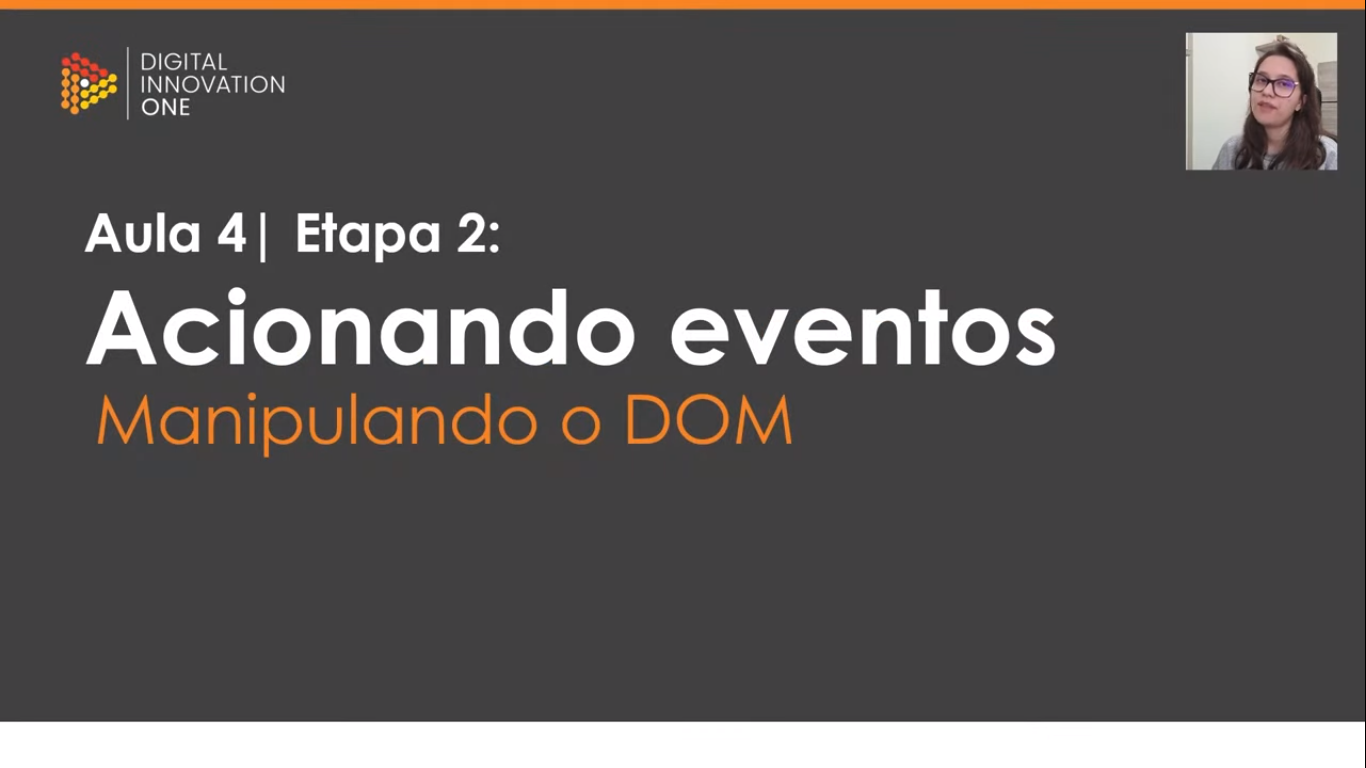 DIGITAL
INNOVATION
ONE
Aula 4| Etapa 2:
Acionando eventos
Manipulando o DOM